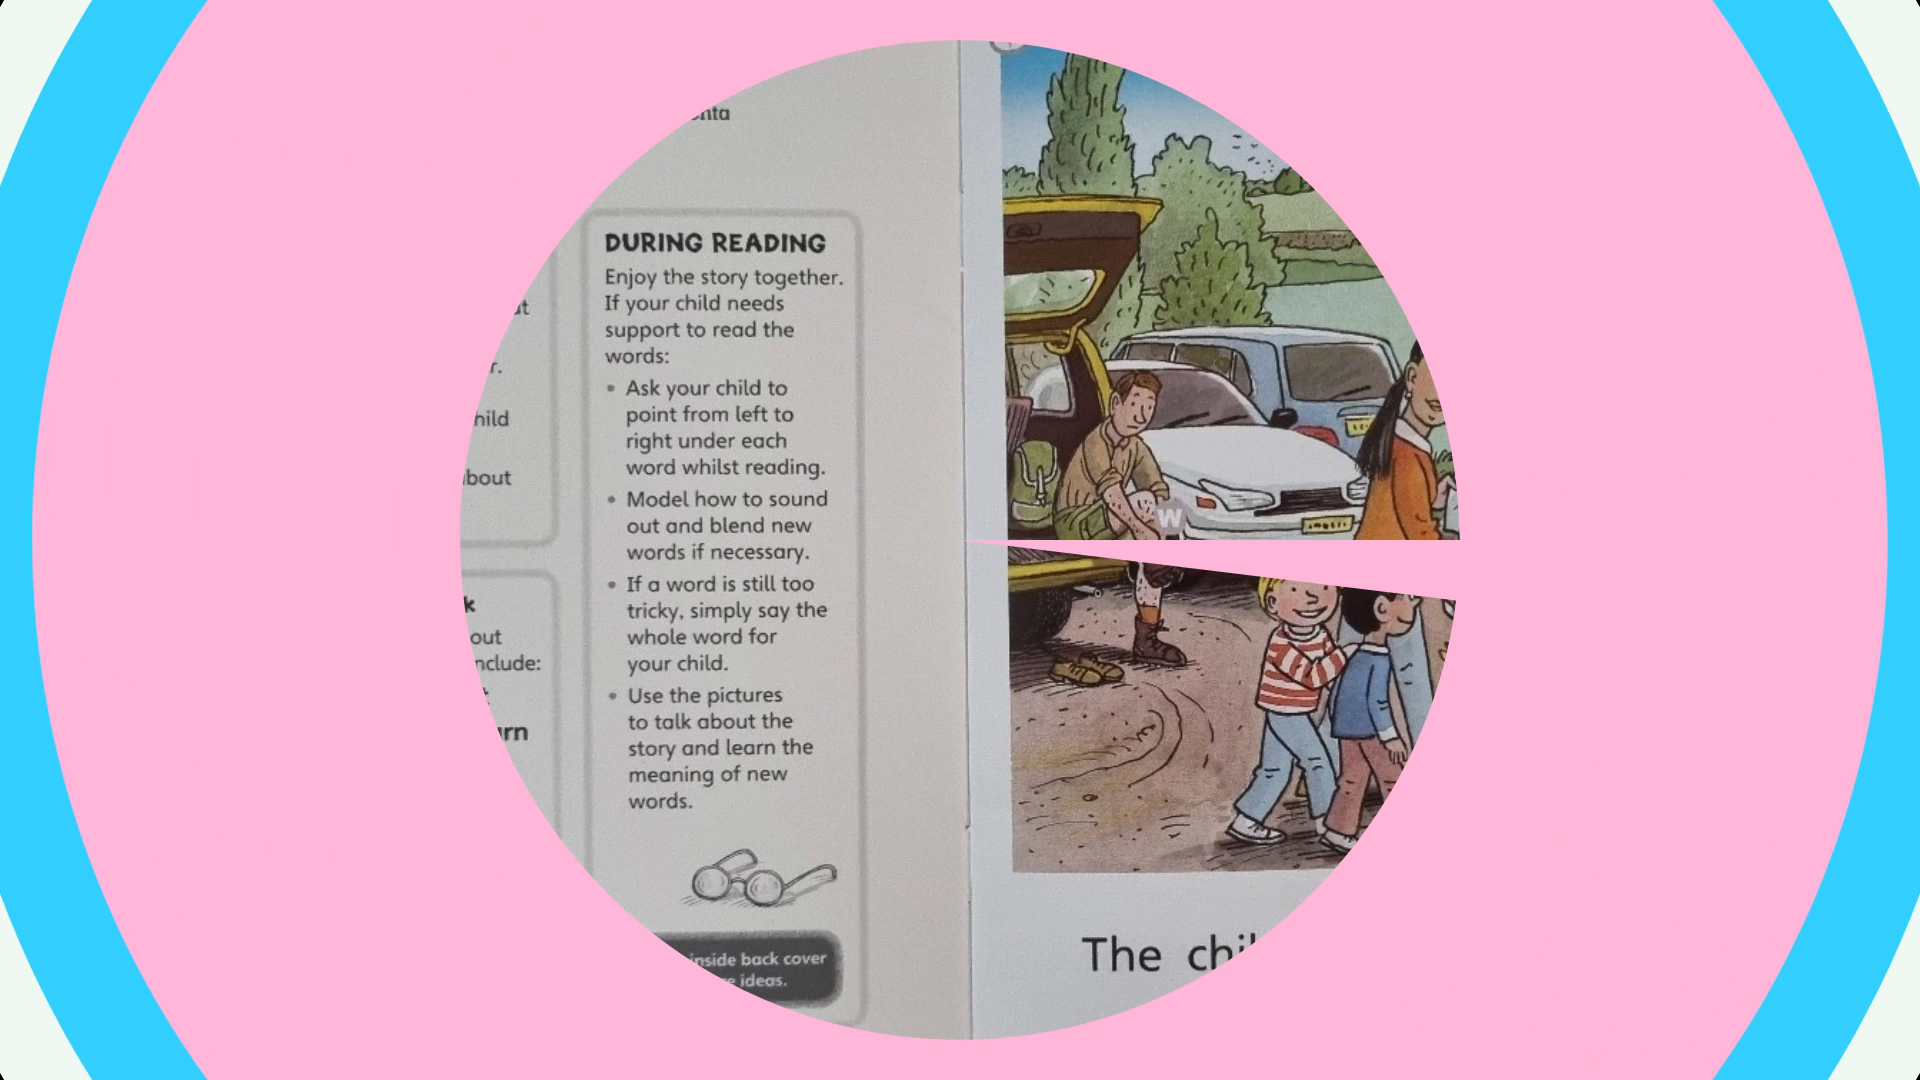 DURING READING
Enjoy the story together.
If your child needs
support to read the
words:
• Ask your child to
point from left to
right under each
word whilst reading.
• Model how to sound
out and blend new
words if necessary.
• If a word is still too
tricky, simply say the
whole word for
your child.
• Use the pictures
to talk about the
story and learn the
meaning of new
words.
inside back cover
ideas.
out
The
W